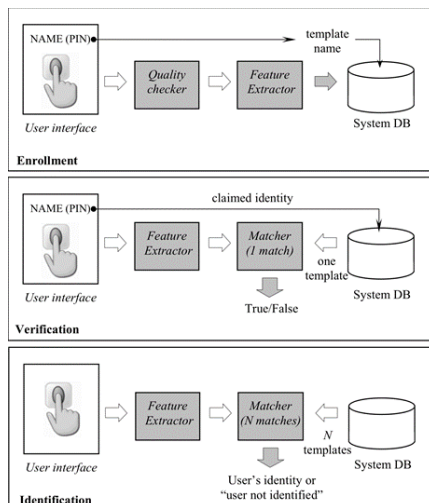 NAME (PIN)
template
name
Quality
checker
Feature
Extractor
User interface
System DB
Enrollment
NAME (PIN)
claimed identity
Feature
Extractor
Matcher
(1 match)
one
template
User interface
True/False
System DB
Verification
Feature
Extractor
Matcher
(N matches)
N
templates
User interface
System DB
User's identity or
"user not identified"
Identification